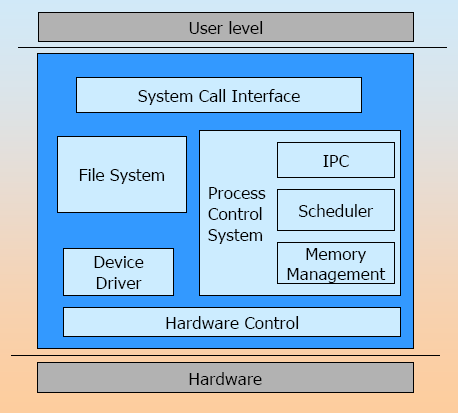 User level
System Call Interface
File System
Process
Control
System
IPC
Scheduler
Memory
Management
Device
Driver
Hardware Control
Hardware